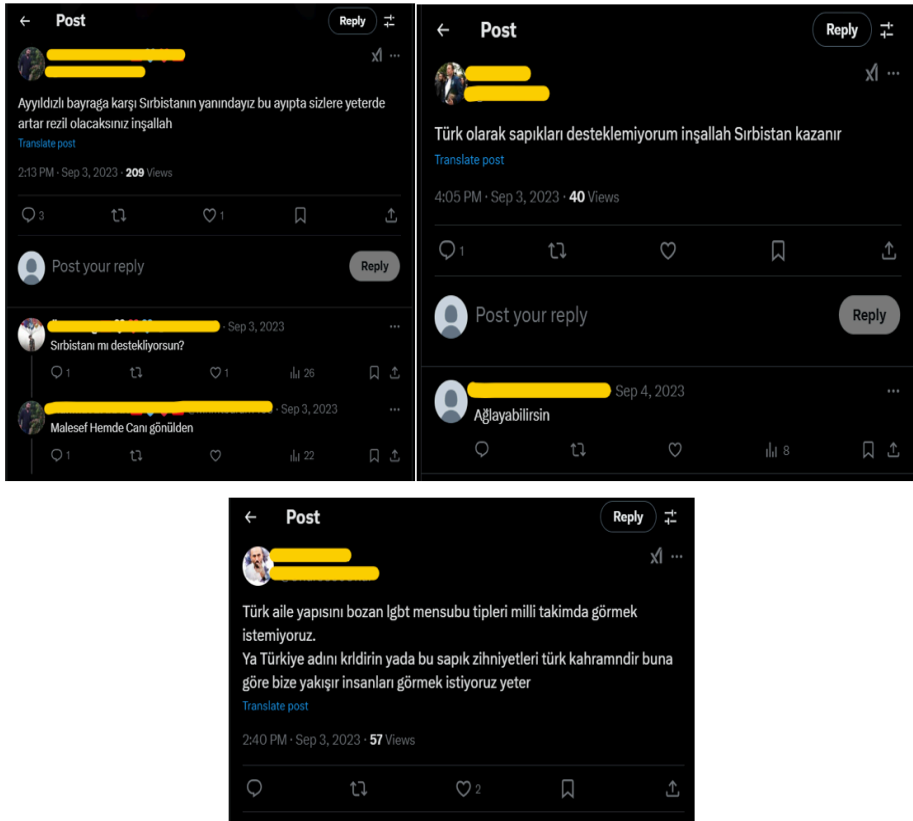 Post
Reply
Ayyıldızlı bayraga karşı Sırbistanın yanındayız bu ayıpta sizlere yeterde
artar rezil olacaksınız inşallah
Translate post
2:13 PM · Sep 3, 2023 · 209 Views
3
1
Post your reply
Reply
· Sep 3, 2023
Sırbistanı mı destekliyorsun?
1
1
26
· Sep 3, 2023
Malesef Hemde Canı gönülden
1
22
Post
Reply
Türk olarak sapıkları desteklemiyorum inşallah Sırbistan kazanır
Translate post
4:05 PM · Sep 3, 2023 · 40 Views
1
Post your reply
Reply
Sep 4, 2023
Ağlayabilirsin
8
Post
Reply
Türk aile yapısını bozan lgbt mensubu tipleri milli takimda görmek
istemiyoruz.
Ya Türkiye adını krldirin yada bu sapık zihniyetleri türk kahramndir buna
göre bize yakışır insanları görmek istiyoruz yeter
Translate post
2:40 PM · Sep 3, 2023 · 57 Views
2